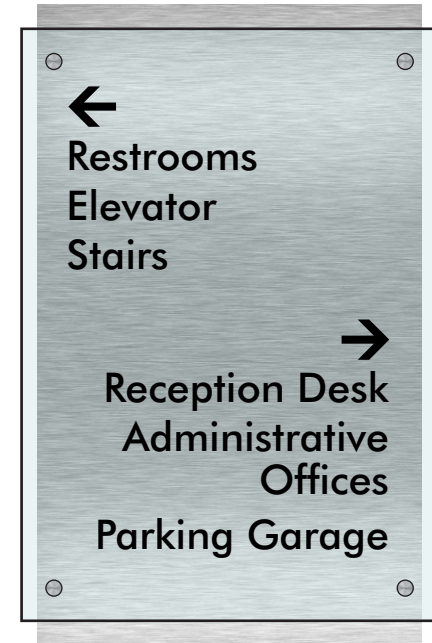 ←
Restrooms
Elevator
Stairs
→
Reception Desk
Administrative
Offices
Parking Garage